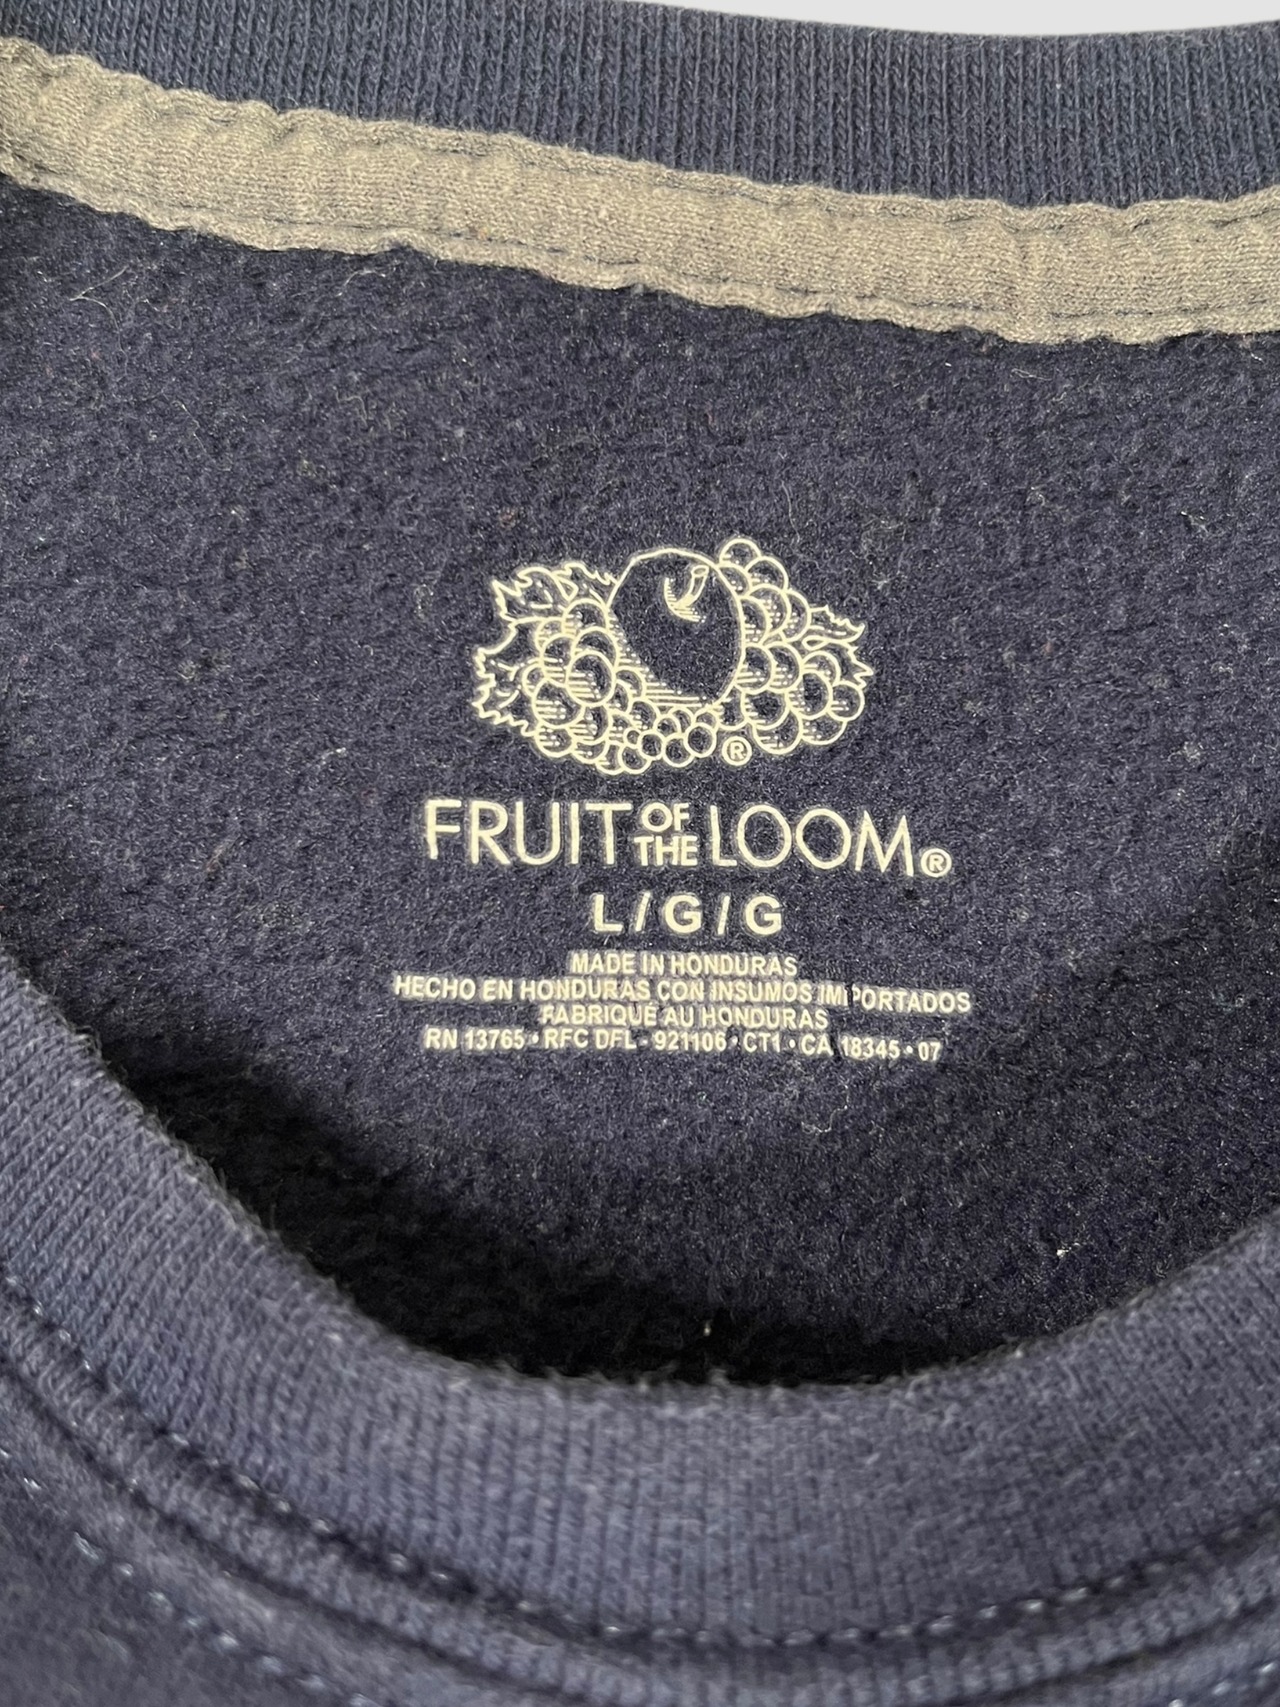 ®
FRUIT OF THE LOOM®
L / G / G
MADE IN HONDURAS
HECHO EN HONDURAS CON INSUMOS IMPORTADOS
FABRIQUÉ AU HONDURAS
RN 13765 • RFC DFL - 921106 • CT1 • CA 18345 • 07